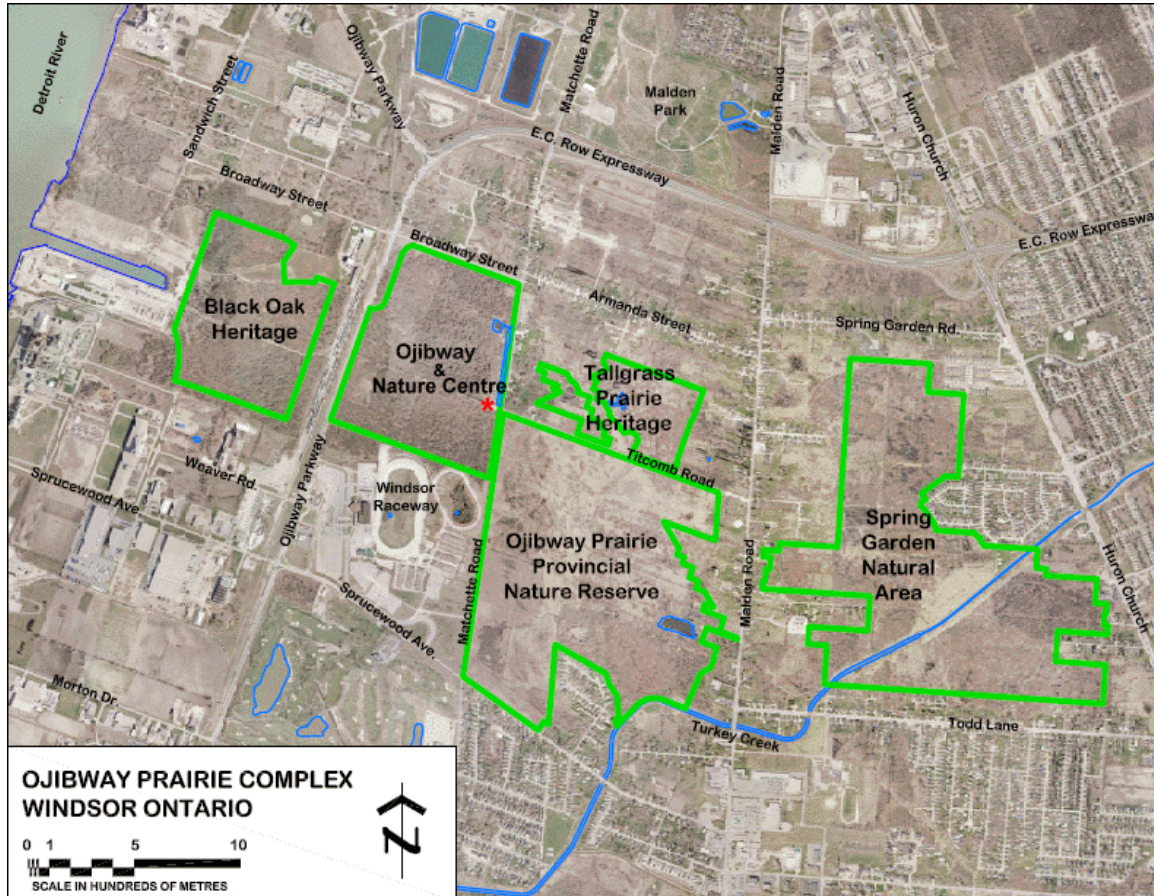 Detroit River
Sandwich Street
Ojibway Parkway
Matchette Road
Malden
Park
Malden Road
Huron Church
E.C. Row Expressway
E.C. Row Expressway
Broadway Street
Broadway Street
Armanda Street
Spring Garden Rd.
Black Oak
Heritage
Ojibway
&
Nature Centre
*
Tallgrass
Prairie
Heritage
Titcomb Road
Weaver Rd.
Sprucewood Ave.
Ojibway Parkway
Windsor
Raceway
Matchette Road
Sprucewood Ave.
Ojibway Prairie
Provincial
Nature Reserve
Malden Road
Spring
Garden
Natural
Area
Huron Church
Morton Dr.
Turkey Creek
Todd Lane
OJIBWAY PRAIRIE COMPLEX
WINDSOR ONTARIO
N
0 1 5 10
SCALE IN HUNDREDS OF METRES